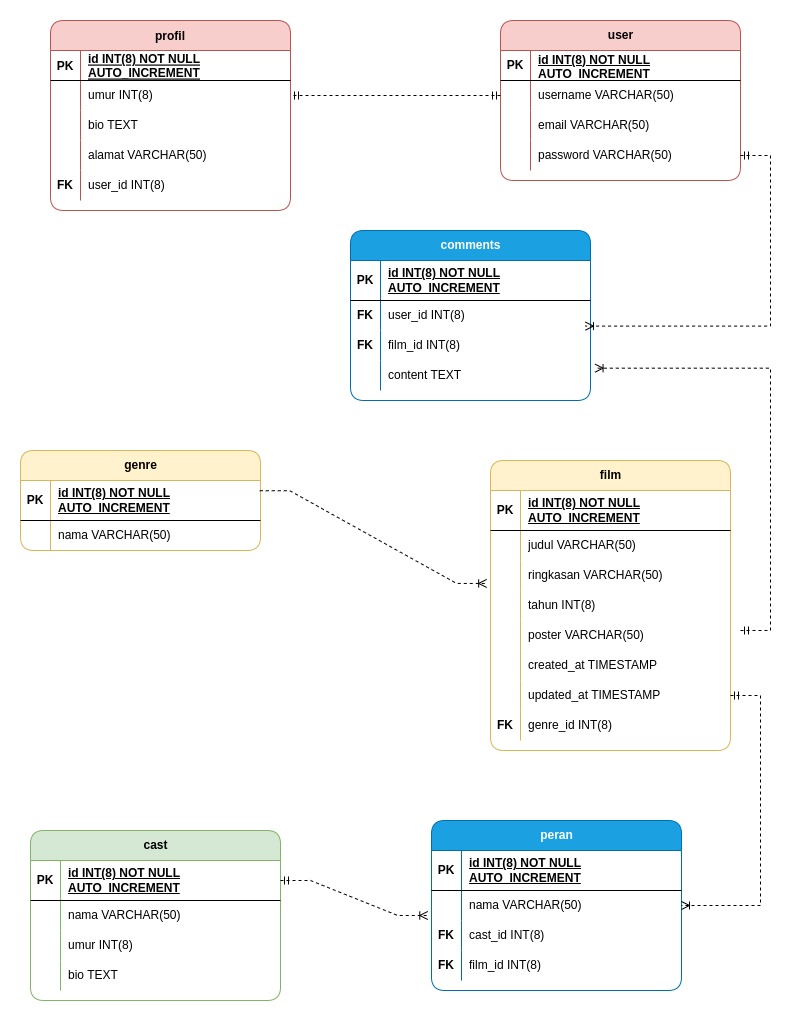 profil
PK id INT(8) NOT NULL
AUTO_INCREMENT
umur INT(8)
bio TEXT
alamat VARCHAR(50)
FK user_id INT(8)
user
PK id INT(8) NOT NULL
AUTO_INCREMENT
username VARCHAR(50)
email VARCHAR(50)
password VARCHAR(50)
comments
PK id INT(8) NOT NULL
AUTO_INCREMENT
FK user_id INT(8)
FK film_id INT(8)
content TEXT
genre
PK id INT(8) NOT NULL
AUTO_INCREMENT
nama VARCHAR(50)
film
PK id INT(8) NOT NULL
AUTO_INCREMENT
judul VARCHAR(50)
ringkasan VARCHAR(50)
tahun INT(8)
poster VARCHAR(50)
created_at TIMESTAMP
updated_at TIMESTAMP
FK genre_id INT(8)
cast
PK id INT(8) NOT NULL
AUTO_INCREMENT
nama VARCHAR(50)
umur INT(8)
bio TEXT
peran
PK id INT(8) NOT NULL
AUTO_INCREMENT
nama VARCHAR(50)
FK cast_id INT(8)
FK film_id INT(8)